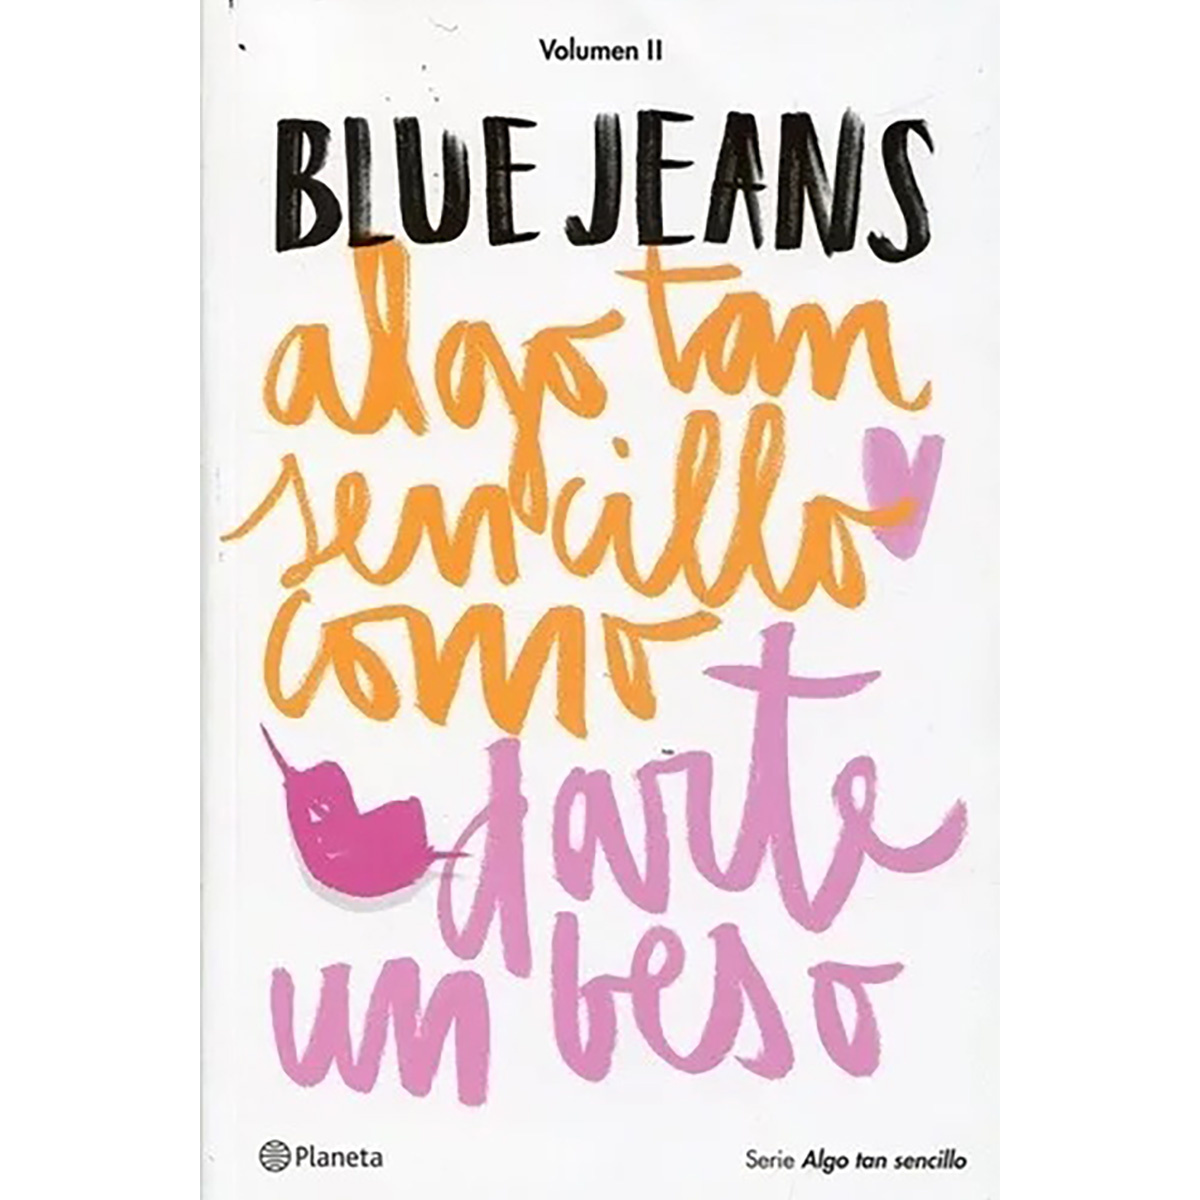 Volumen II
BLUE JEANS
algo tan
sencillo
como
darte
un beso
Planeta
Serie Algo tan sencillo